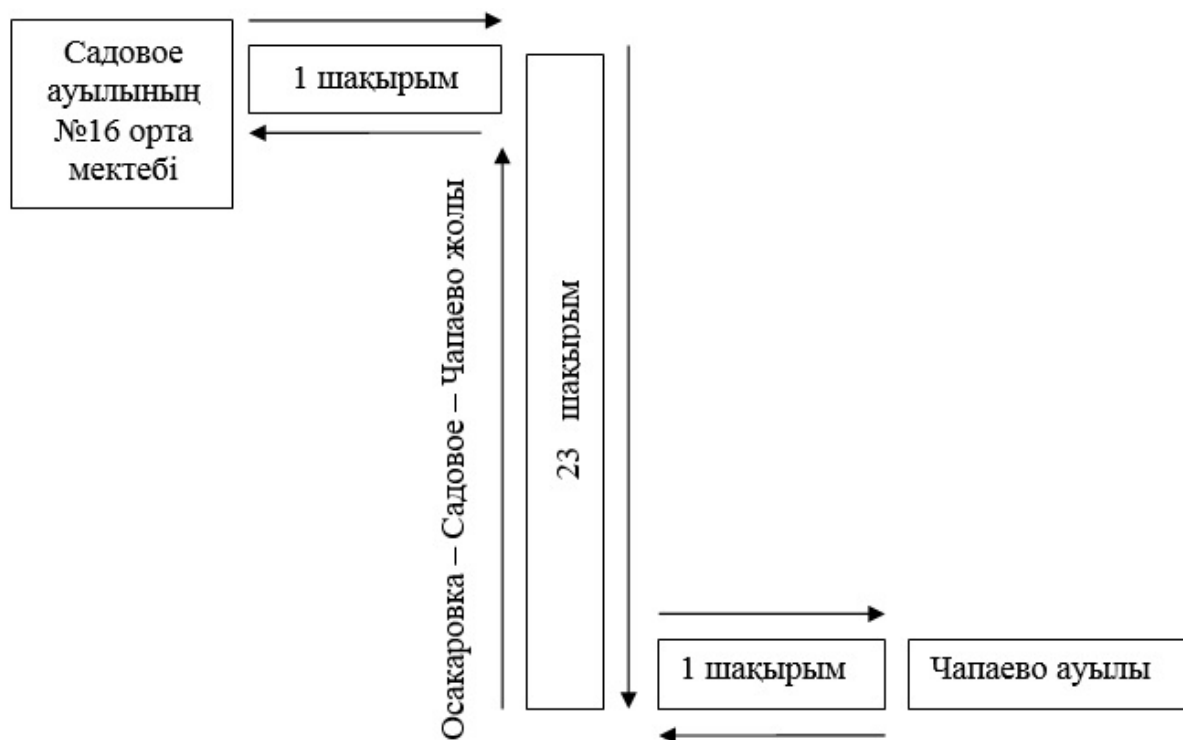 Садовое
ауылының
№16 орта
мектебі
1 шақырым
Осакаровка – Садовое – Чапаево жолы
23 шақырым
1 шақырым
Чапаево ауылы